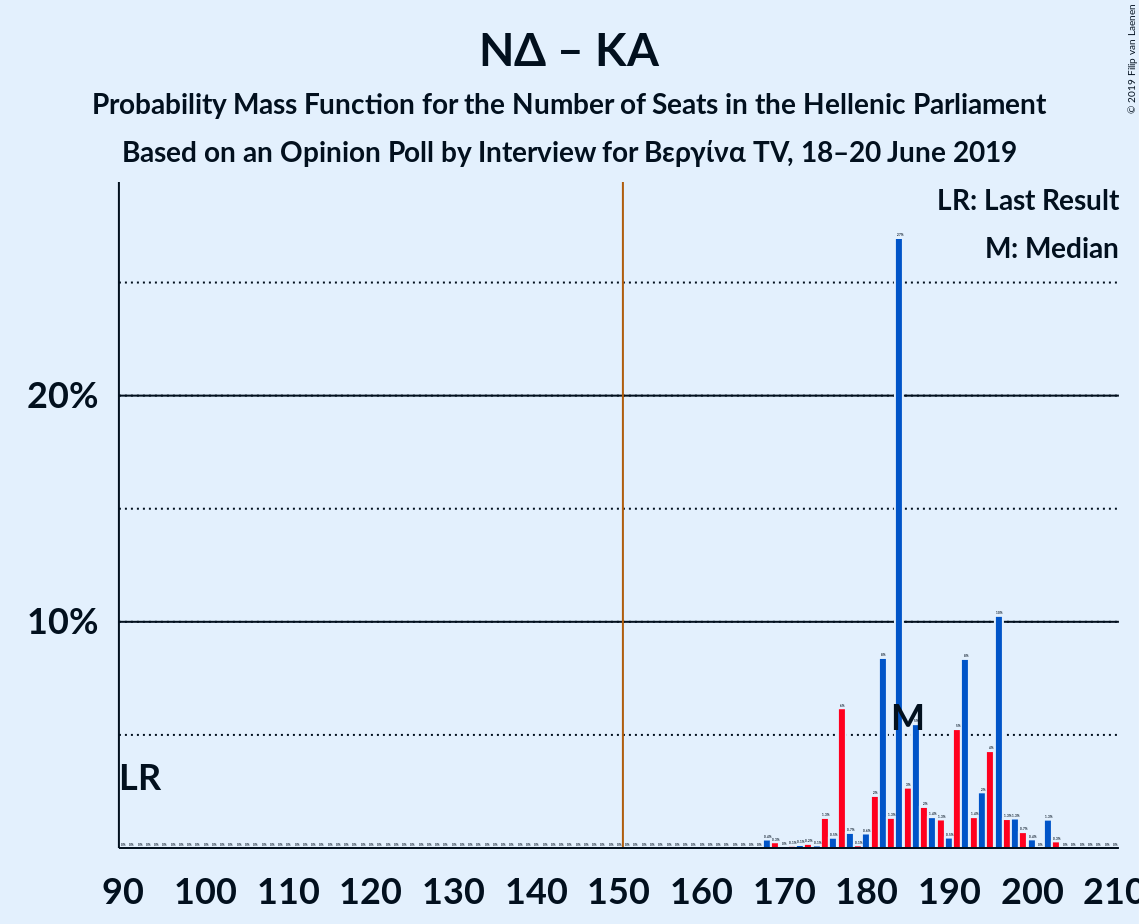 © 2019 Filip van Laenen
ΝΔ – ΚΑ
Probability Mass Function for the Number of Seats in the Hellenic Parliament
Based on an Opinion Poll by Interview for Βεργίνα TV, 18–20 June 2019
LR: Last Result
M: Median
20%
10%
LR
M
90 100 110 120 130 140 150 160 170 180 190 200 210